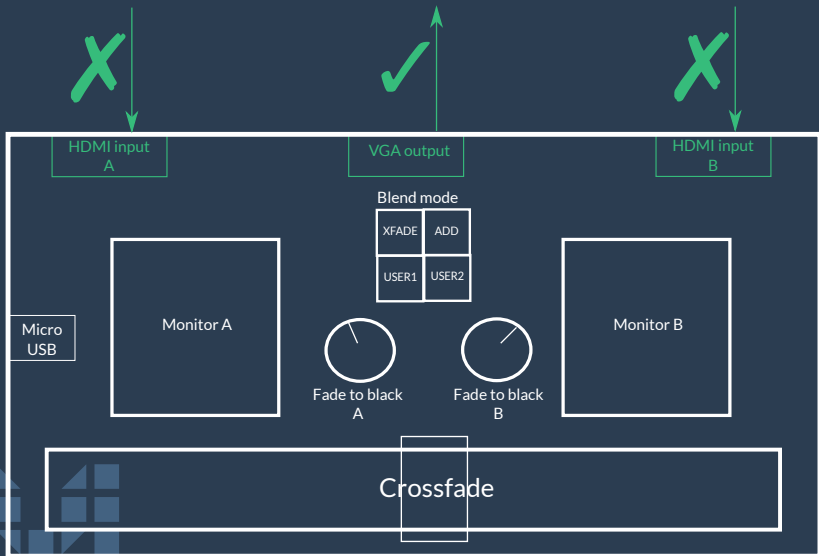 HDMI input
A
VGA output
HDMI input
B
Blend mode
XFADE
ADD
USER1
USER2
Monitor A
Monitor B
Micro
USB
Fade to black
A
Fade to black
B
Crossfade